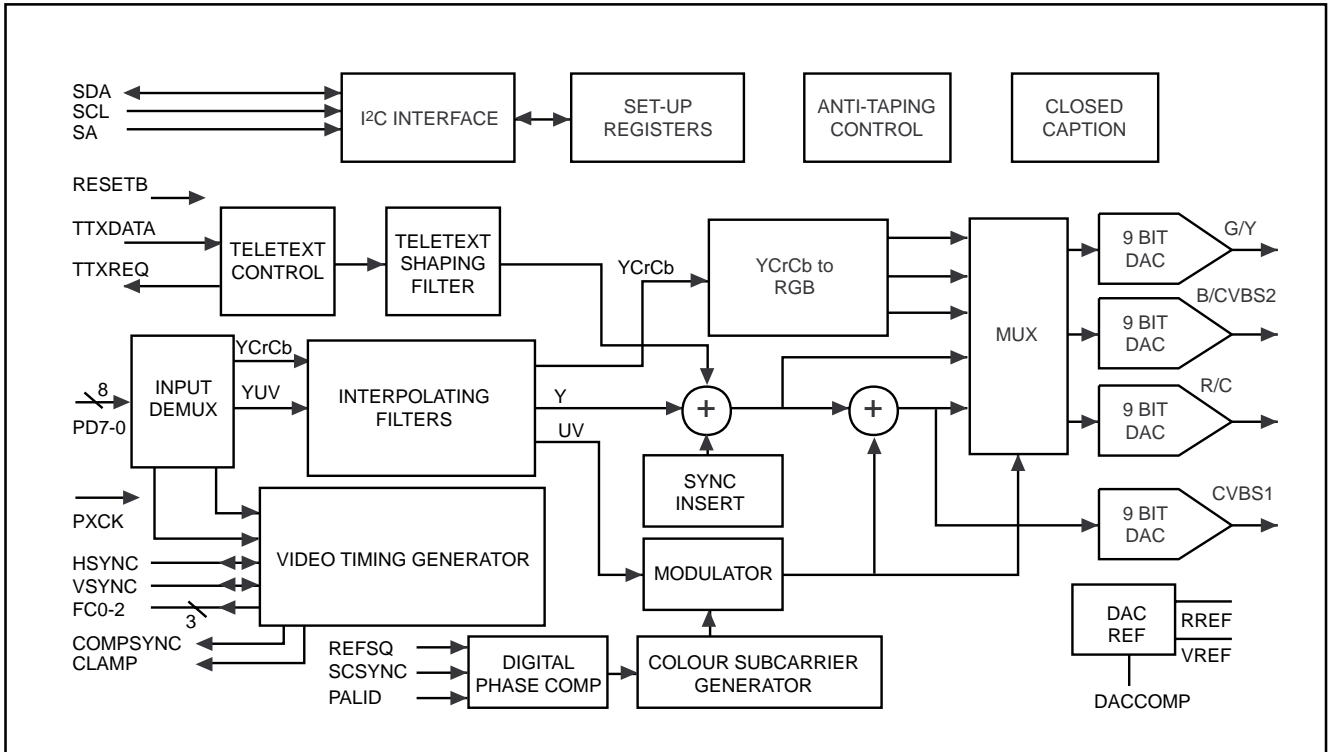 SDA
SCL
SA
I²C INTERFACE
SET-UP
REGISTERS
ANTI-TAPING
CONTROL
CLOSED
CAPTION
RESETB
TTXDATA
TTXREQ
TELETEXT
CONTROL
TELETEXT
SHAPING
FILTER
YCrCb
YCrCb to
RGB
MUX
9 BIT
DAC
G/Y
9 BIT
DAC
B/CVBS2
9 BIT
DAC
R/C
9 BIT
DAC
CVBS1
8
PD7-0
INPUT
DEMUX
YCrCb
YUV
INTERPOLATING
FILTERS
Y
UV
+
+
SYNC
INSERT
PXCK
HSYNC
VSYNC
FC0-2
3
COMPSYNC
CLAMP
VIDEO TIMING GENERATOR
MODULATOR
REFSQ
SCSYNC
PALID
DIGITAL
PHASE COMP
COLOUR SUBCARRIER
GENERATOR
DAC
REF
RREF
VREF
DACCOMP